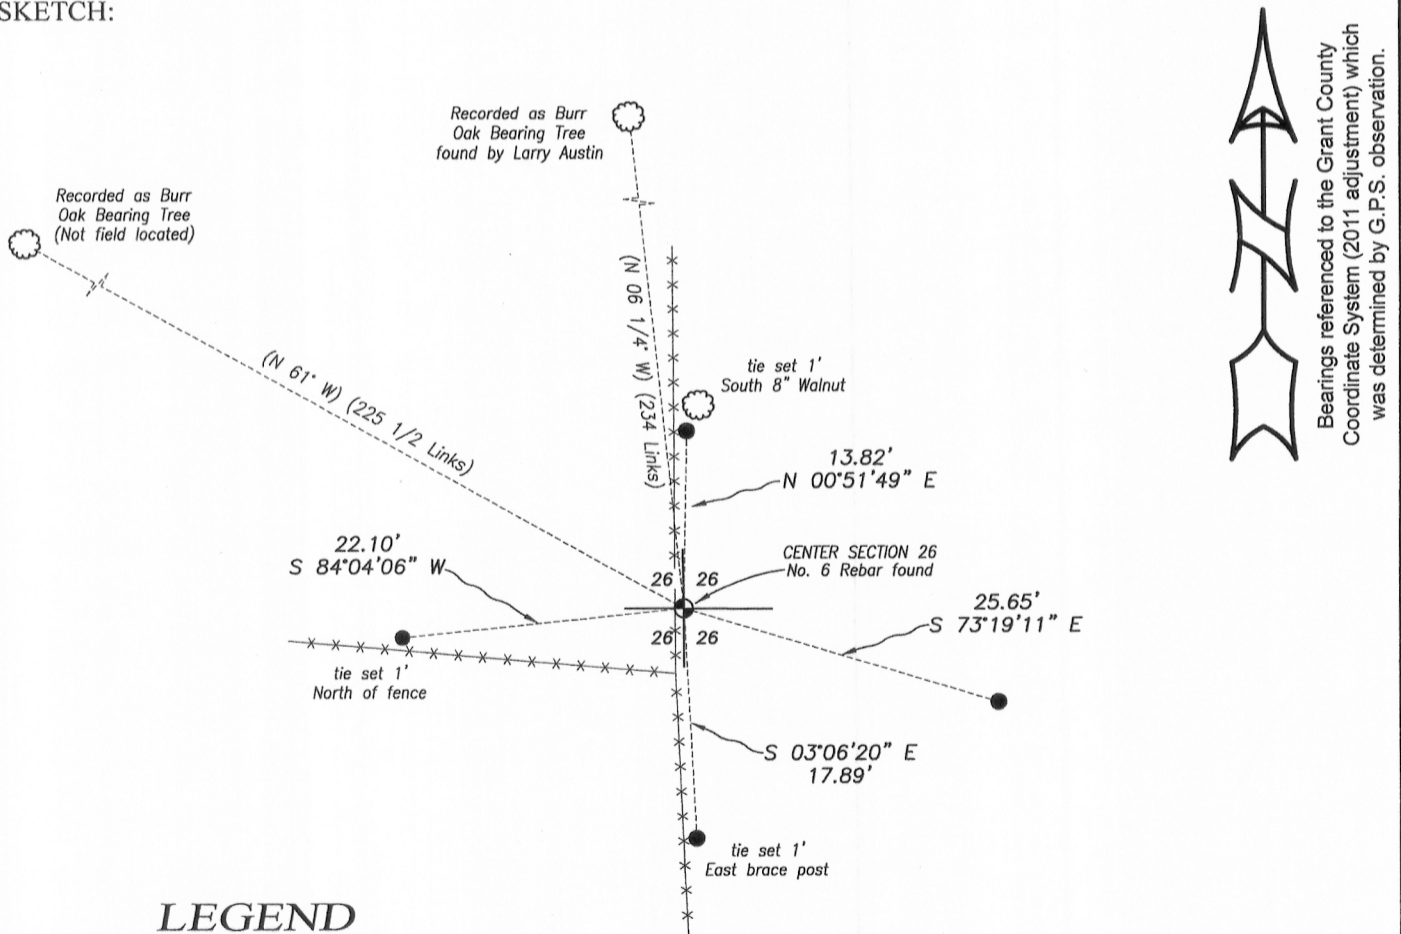 SKETCH:
Recorded as Burr
Oak Bearing Tree
found by Larry Austin
Recorded as Burr
Oak Bearing Tree
(Not field located)
Bearings referenced to the Grant County
Coordinate System (2011 adjustment) which
was determined by G.P.S. observation.
(N 06 1/4° W) (234 Links)
(N 61° W) (225 1/2 Links)
tie set 1'
South 8" Walnut
13.82'
N 00°51'49" E
22.10'
S 84°04'06" W
CENTER SECTION 26
No. 6 Rebar found
26 26
26 26
25.65'
S 73°19'11" E
tie set 1'
North of fence
S 03°06'20" E
17.89'
tie set 1'
East brace post
LEGEND